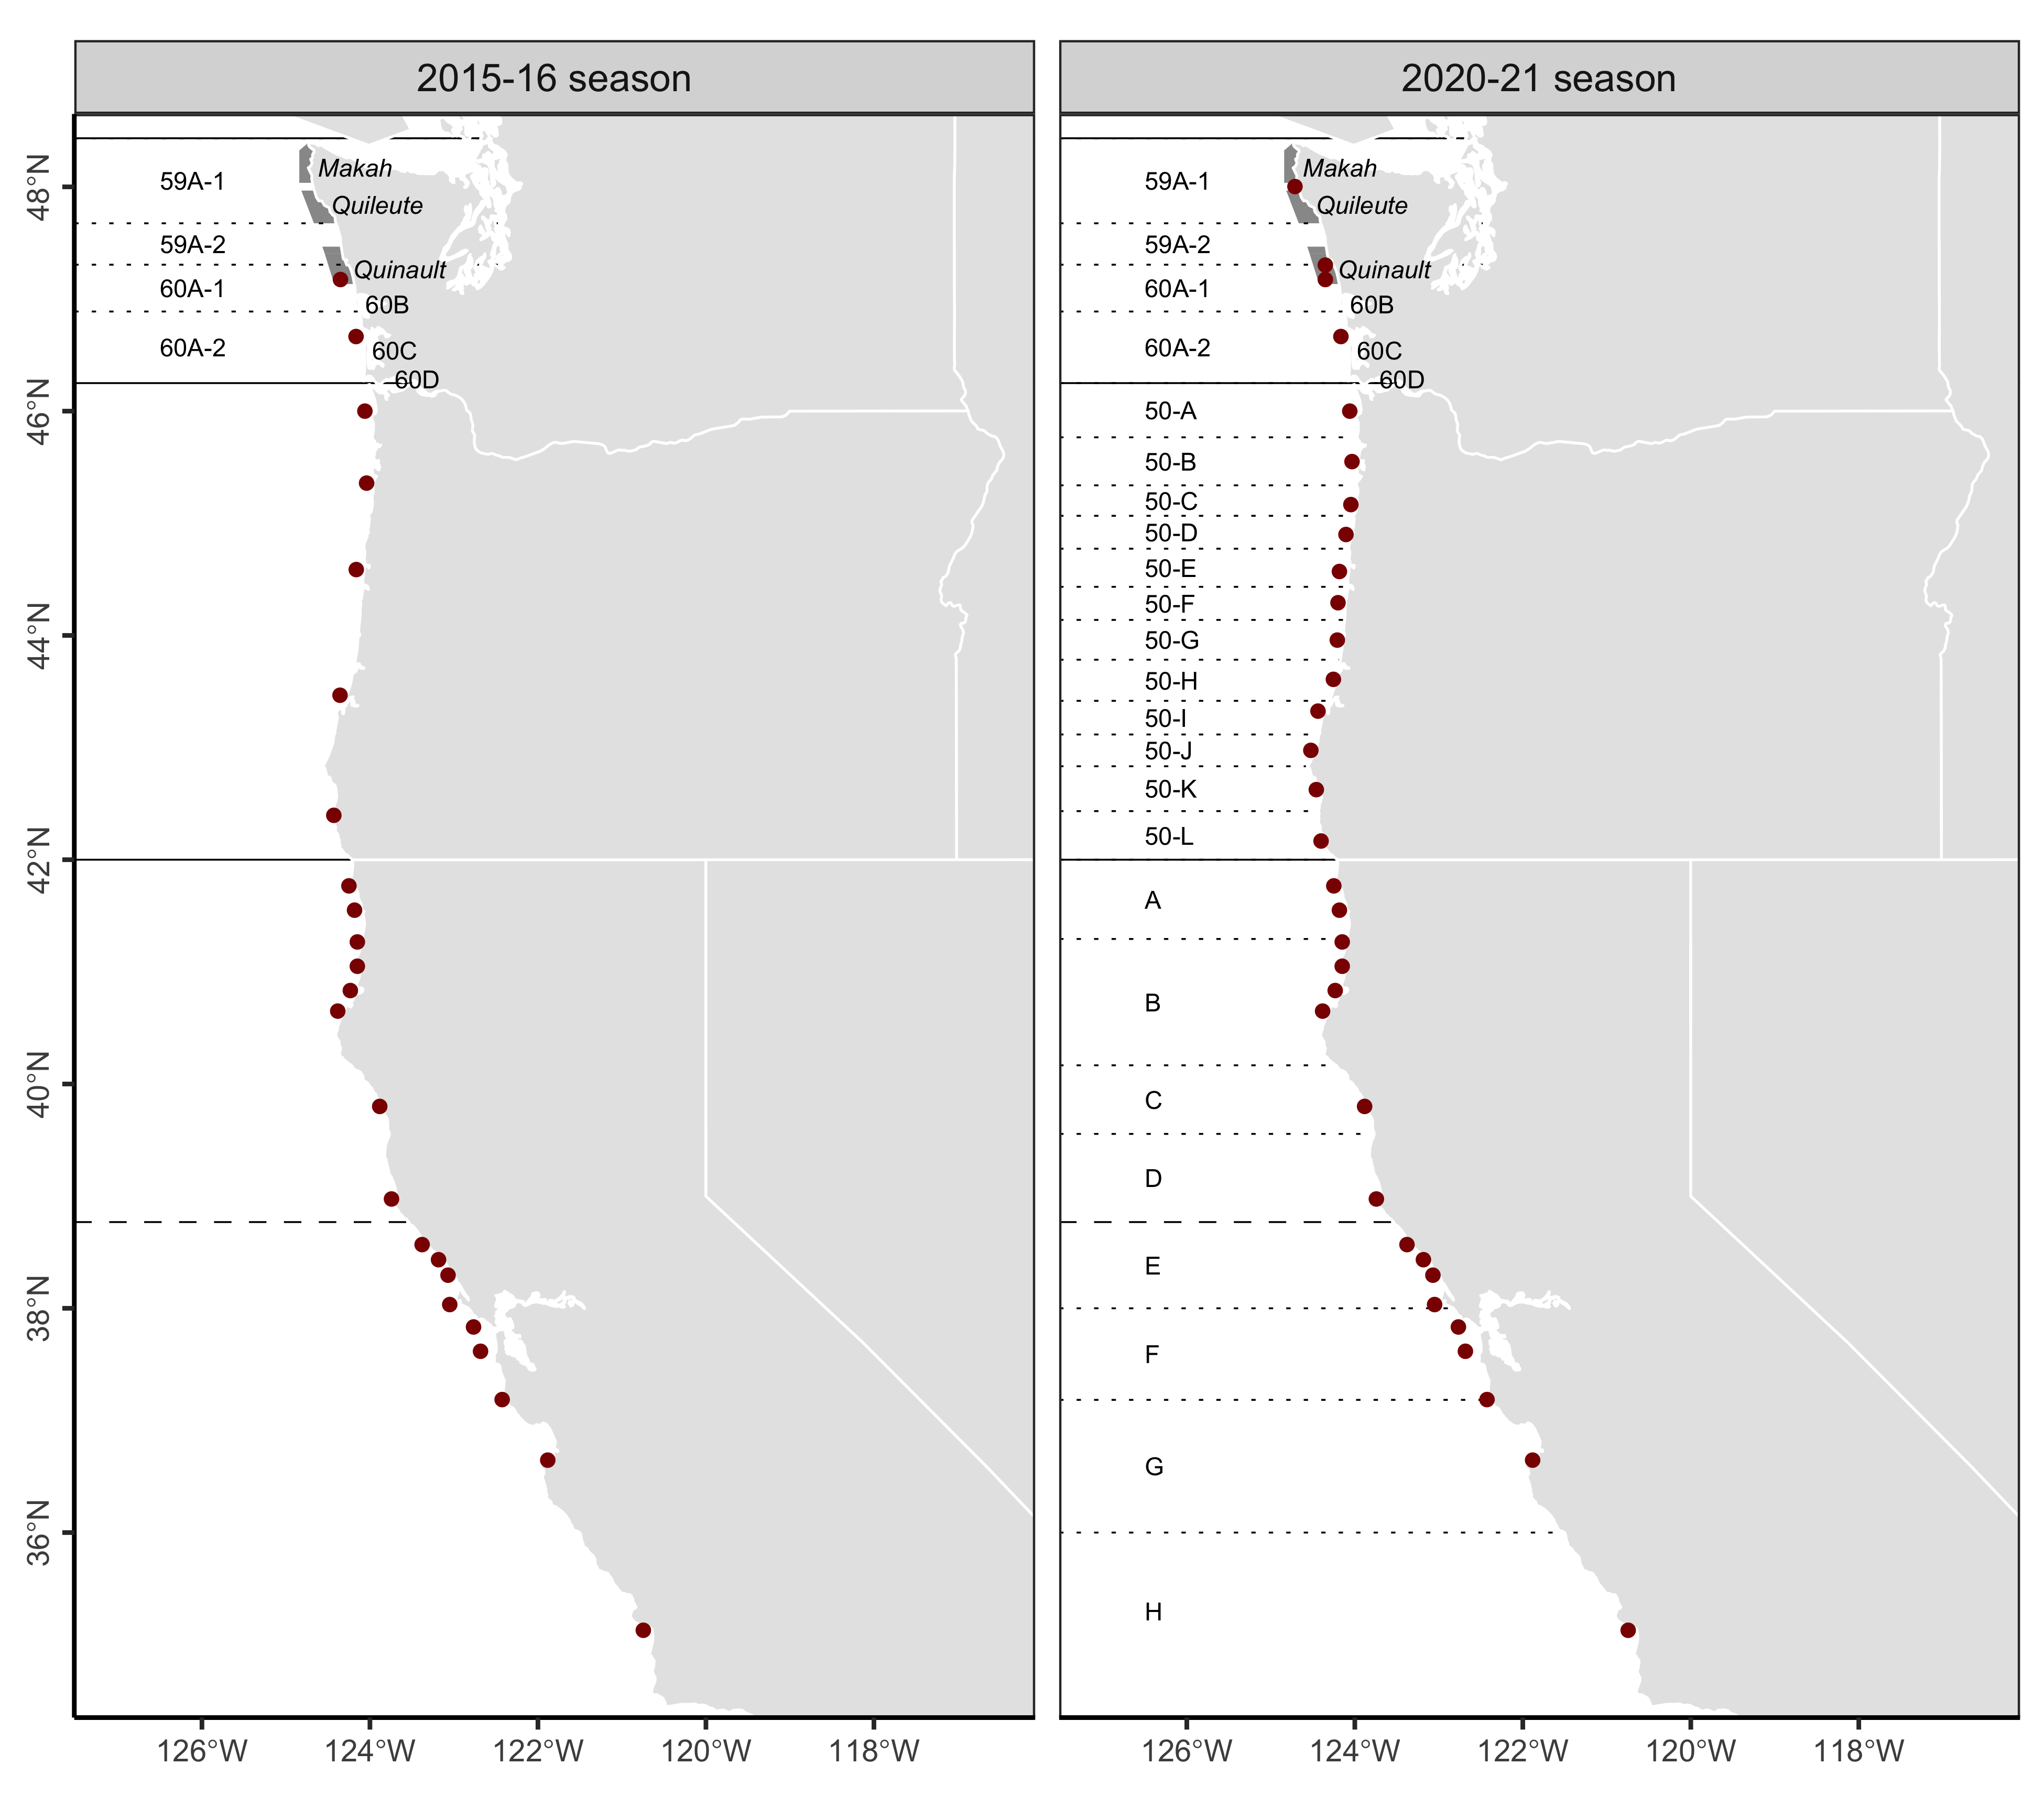 2015-16 season
48°N
46°N
44°N
42°N
40°N
38°N
36°N
59A-1
Makah
Quileute
59A-2
Quinault
60A-1
60B
60A-2
60C
60D
126°W
124°W
122°W
120°W
118°W
2020-21 season
59A-1
Makah
Quileute
59A-2
Quinault
60A-1
60B
60A-2
60C
60D
50-A
50-B
50-C
50-D
50-E
50-F
50-G
50-H
50-I
50-J
50-K
50-L
A
B
C
D
E
F
G
H
126°W
124°W
122°W
120°W
118°W